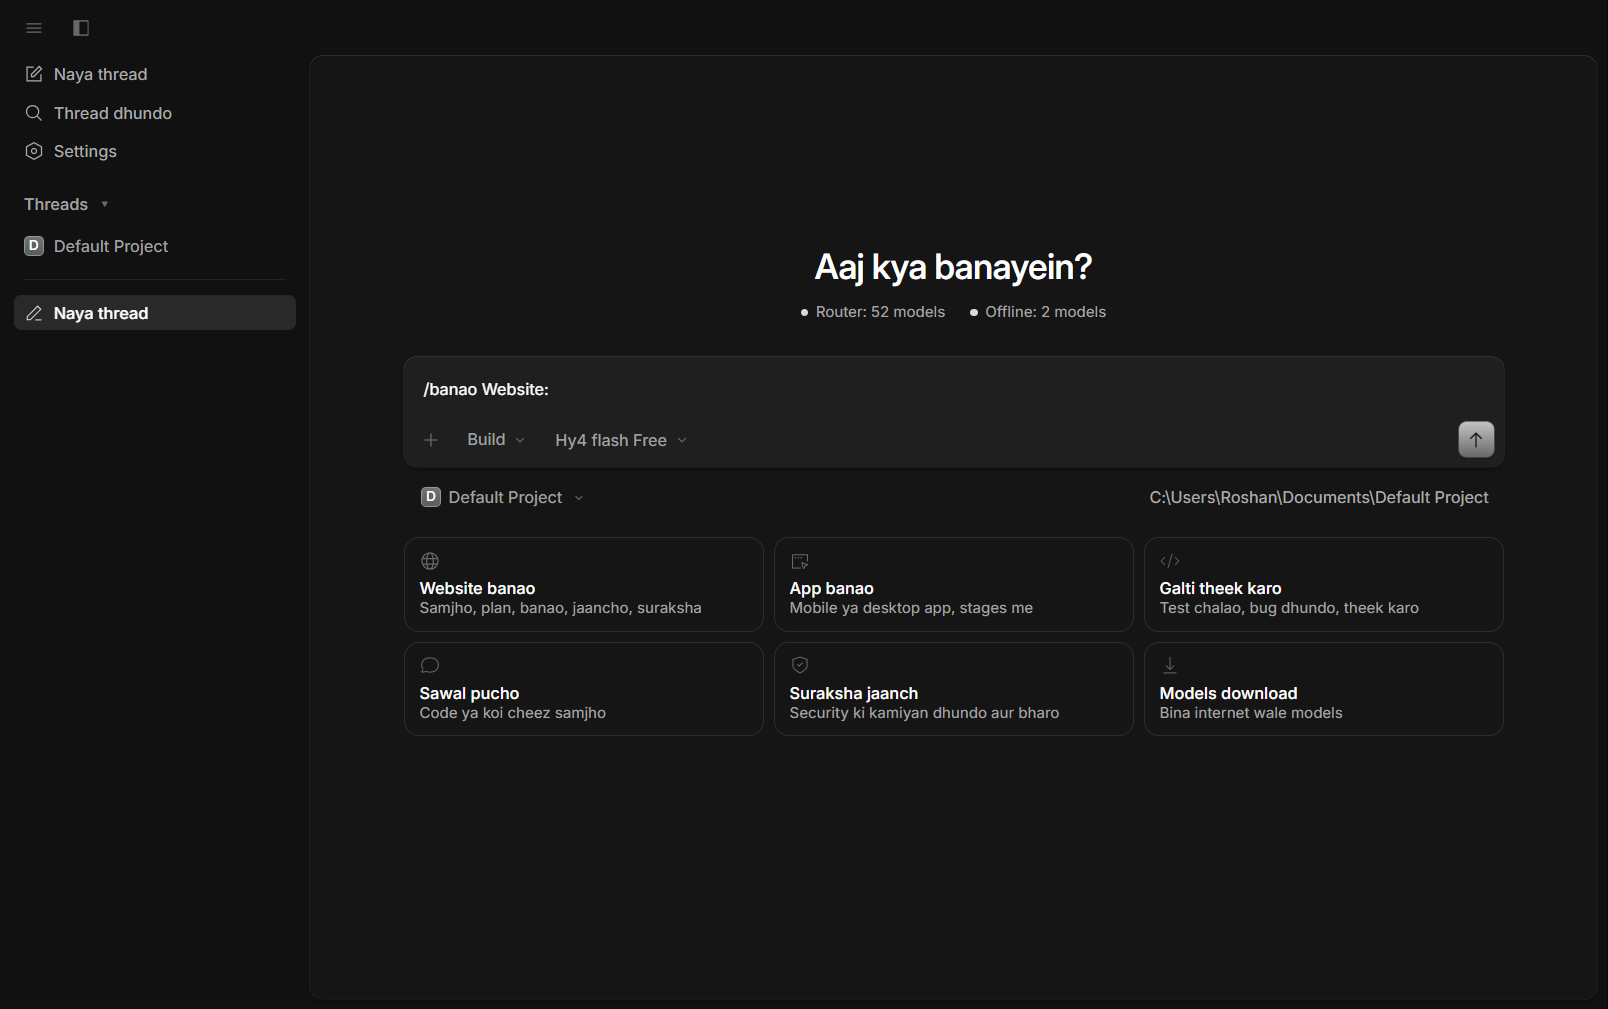 Naya thread
Thread dhundo
Settings
Threads
D Default Project
Naya thread
Aaj kya banayein?
Router: 52 models Offline: 2 models
/banao Website:
Build Hy4 flash Free
D Default Project C:\Users\Roshan\Documents\Default Project
Website banao
Samjho, plan, banao, jaancho, suraksha
App banao
Mobile ya desktop app, stages me
Galti theek karo
Test chalao, bug dhundo, theek karo
Sawal pucho
Code ya koi cheez samjho
Suraksha jaanch
Security ki kamiyan dhundo aur bharo
Models download
Bina internet wale models